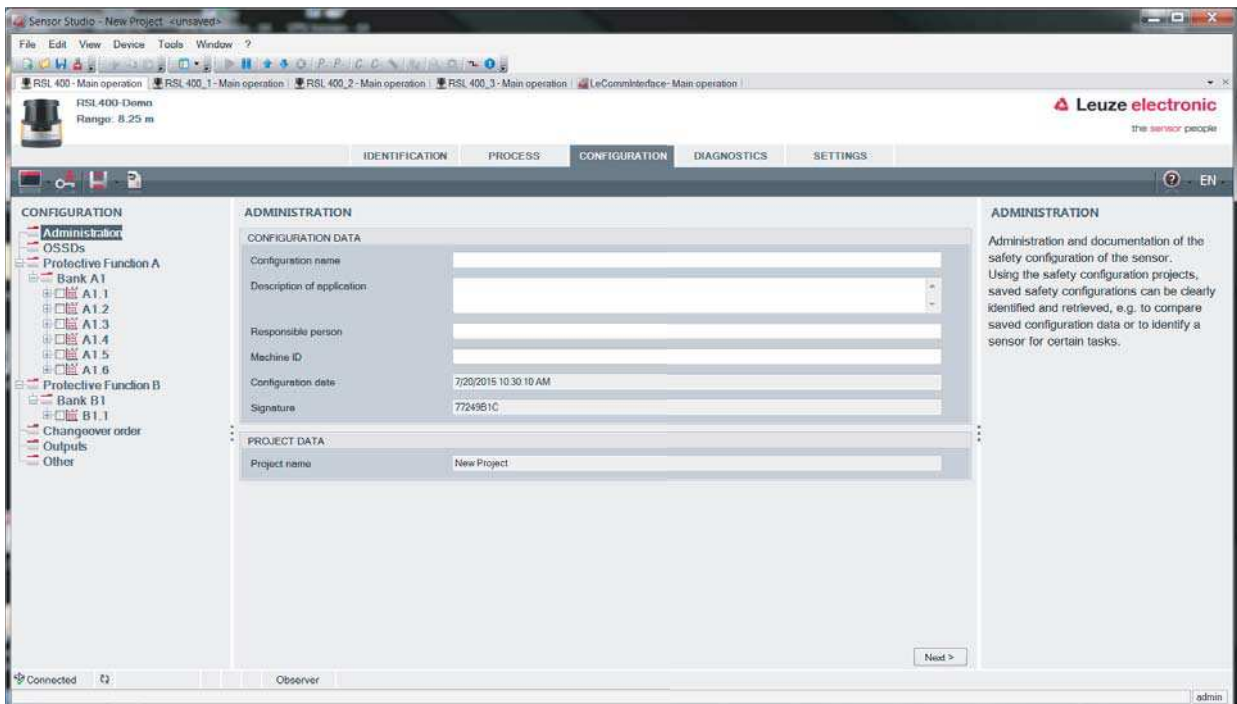 Sensor Studio - New Project <unsaved>
File Edit View Device Tools Window ?
RSL 400 - Main operation RSL 400_1 - Main operation RSL 400_2 - Main operation RSL 400_3 - Main operation LeCommInterface - Main operation
RSL400-Demo
Range: 8.25 m
Leuze electronic
the sensor people
IDENTIFICATION PROCESS CONFIGURATION DIAGNOSTICS SETTINGS
EN
CONFIGURATION
Administration
OSSDs
Protective Function A
Bank A1
A1.1
A1.2
A1.3
A1.4
A1.5
A1.6
Protective Function B
Bank B1
B1.1
Changeover order
Outputs
Other
ADMINISTRATION
CONFIGURATION DATA
Configuration name
Description of application
Responsible person
Machine ID
Configuration date 7/20/2015 10:30:10 AM
Signature 77249B1C
PROJECT DATA
Project name New Project
Next >
ADMINISTRATION
Administration and documentation of the
safety configuration of the sensor.
Using the safety configuration projects,
saved safety configurations can be clearly
identified and retrieved, e.g. to compare
saved configuration data or to identify a
sensor for certain tasks.
Connected Observer
admin